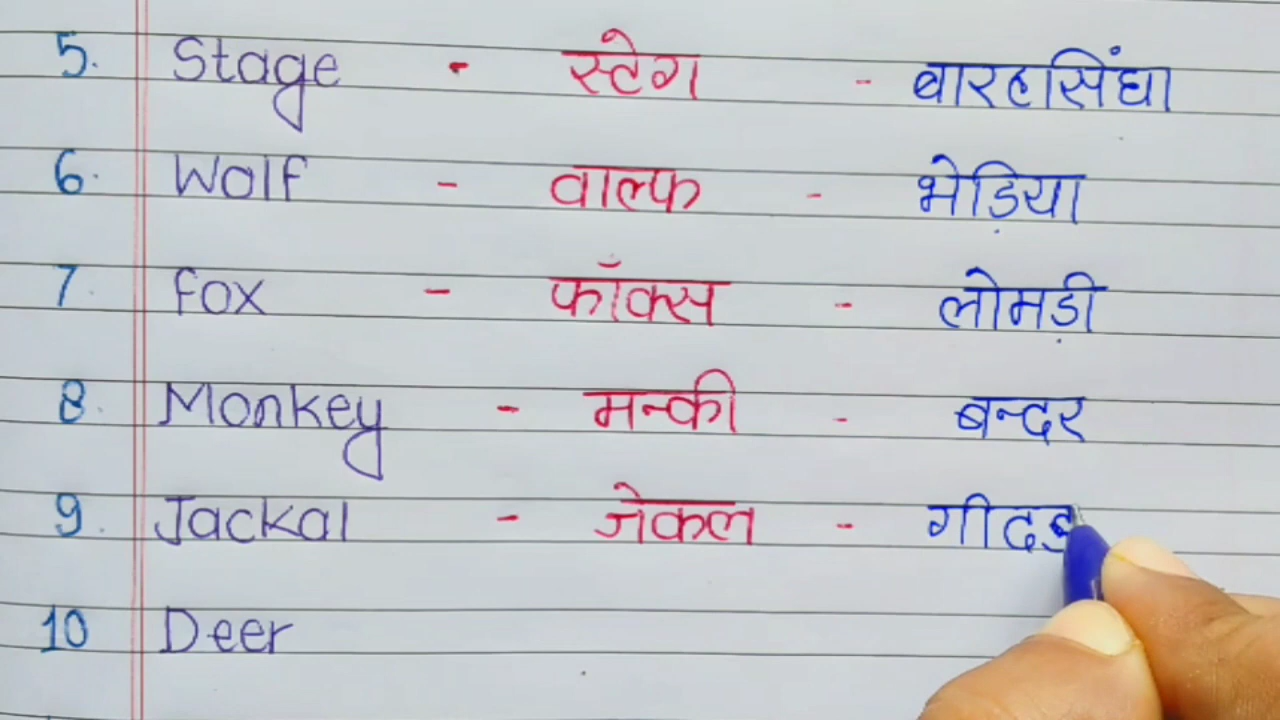 5. Stage - स्टेग - बारहसिंघा
6. Wolf - वाल्फ - भेड़िया
7. Fox - फॉक्स - लोमड़ी
8. Monkey - मन्की - बन्दर
9. Jackal - जेकल - गीदड
10 Deer